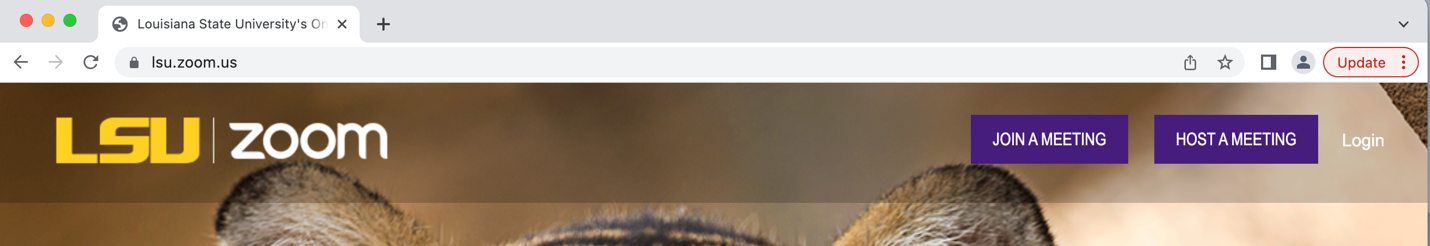 Louisiana State University's On
lsu.zoom.us
Update
LSU | zoom
JOIN A MEETING
HOST A MEETING
Login